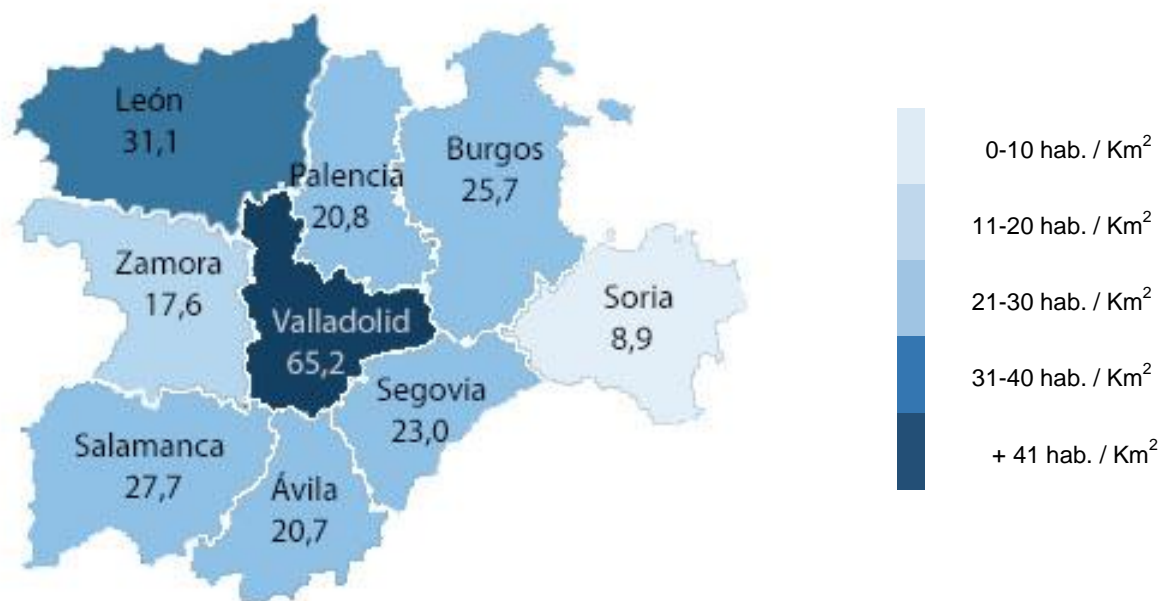 León
31,1
Palencia
20,8
Burgos
25,7
Zamora
17,6
Valladolid
65,2
Soria
8,9
Segovia
23,0
Salamanca
27,7
Ávila
20,7
0-10 hab. / Km²
11-20 hab. / Km²
21-30 hab. / Km²
31-40 hab. / Km²
+ 41 hab. / Km²